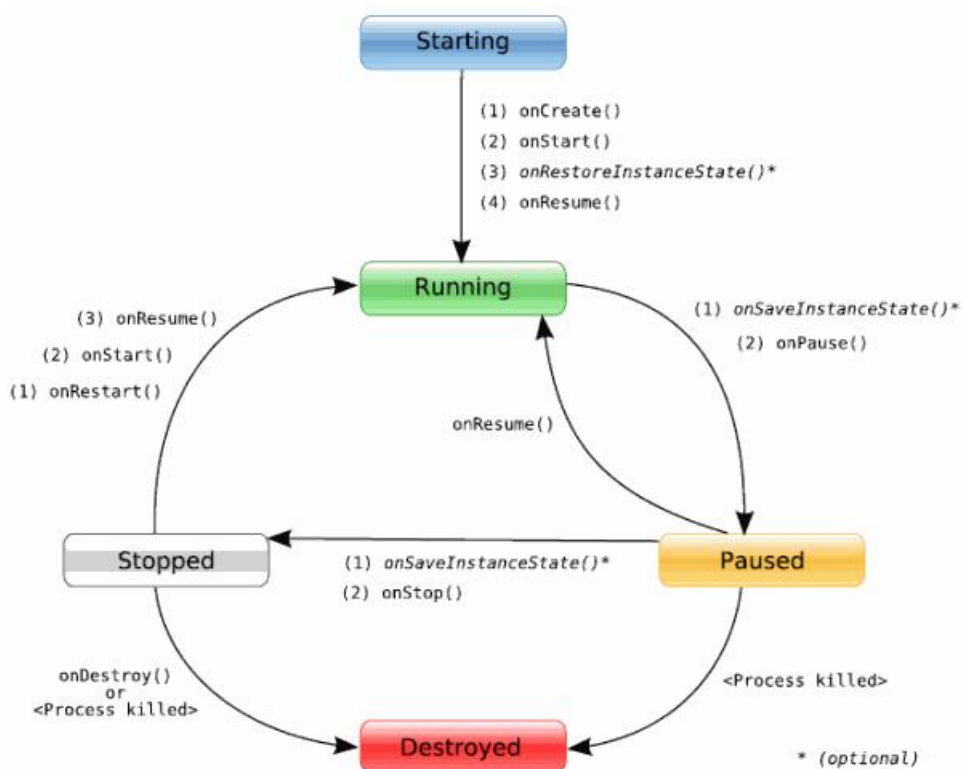 Starting
(1) onCreate()
(2) onStart()
(3) onRestoreInstanceState()*
(4) onResume()
Running
(3) onResume()
(2) onStart()
(1) onRestart()
(1) onSaveInstanceState()*
(2) onPause()
onResume()
Stopped
(1) onSaveInstanceState()*
(2) onStop()
Paused
onDestroy()
or
<Process killed>
<Process killed>
Destroyed
* (optional)